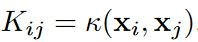 K_{ij} = κ(𝐱_i, 𝐱_j)